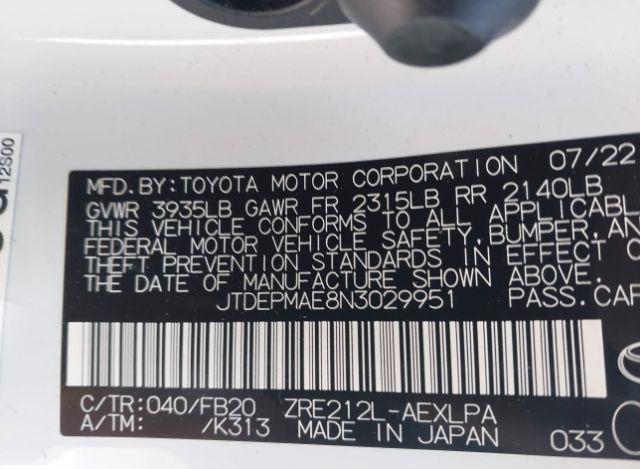 12S00
MFD.BY:TOYOTA MOTOR CORPORATION 07/22
GVWR 3935LB GAWR FR 2315LB RR 2140LB
THIS VEHICLE CONFORMS TO ALL APPLICABL
FEDERAL MOTOR VEHICLE SAFETY,BUMPER,AN
THEFT PREVENTION STANDARDS IN EFFECT O
THE DATE OF MANUFACTURE SHOWN ABOVE.
JTDEPMAE8N3029951 PASS.CAR
C/TR:040/FB20 ZRE212L-AEXLPA
A/TM: /K313 MADE IN JAPAN 033